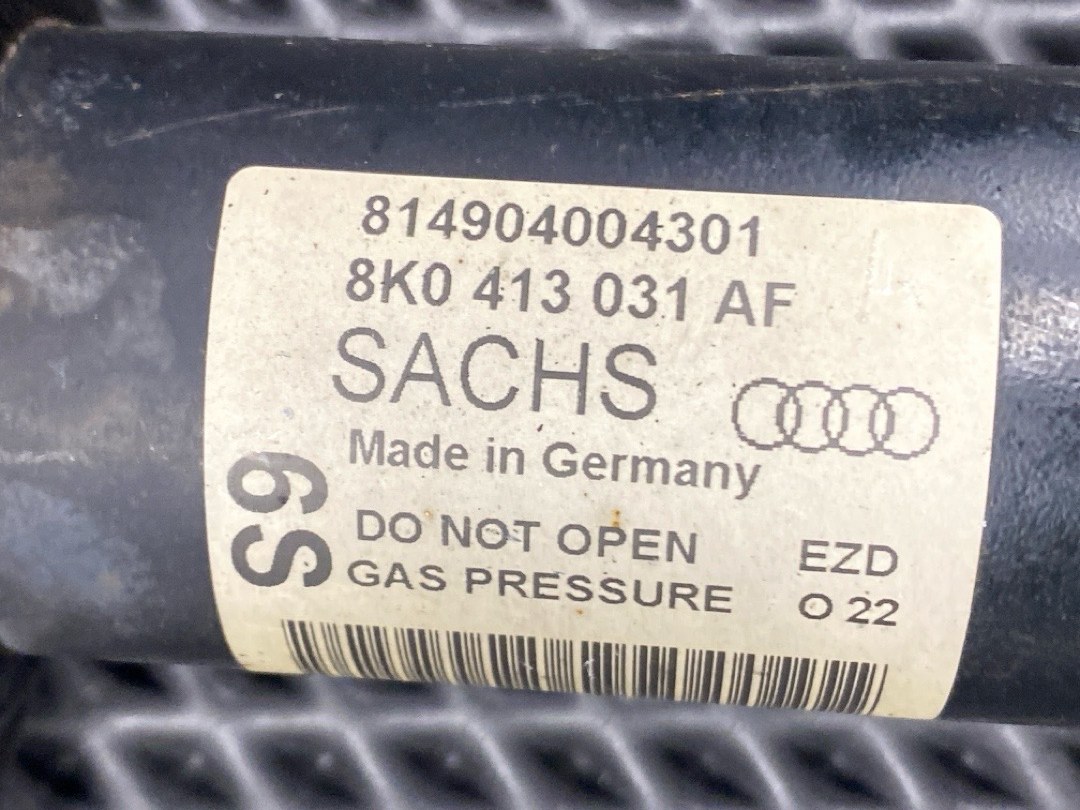 814904004301
8K0 413 031 AF
SACHS
Made in Germany
S9
DO NOT OPEN EZD
GAS PRESSURE O 22